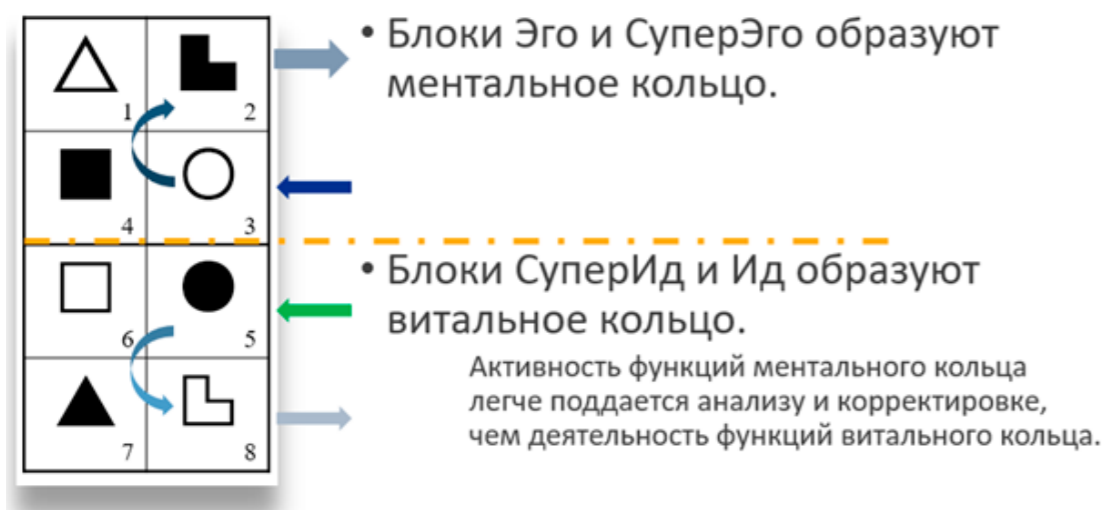 1 2
• Блоки Эго и СуперЭго образуют
ментальное кольцо.
4 3
• Блоки СуперИд и Ид образуют
витальное кольцо.
6 5
Активность функций ментального кольца
легче поддается анализу и корректировке,
чем деятельность функций витального кольца.
7 8